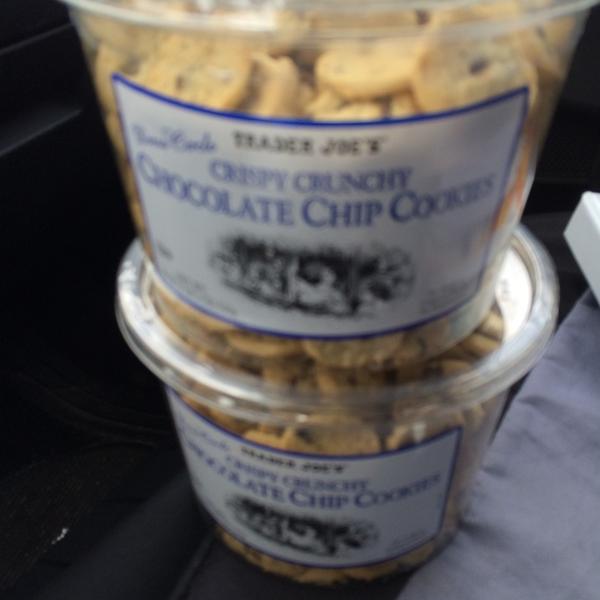 TRADER JOE'S
CRISPY CRUNCHY
CHOCOLATE CHIP COOKIES
TRADER JOE'S
CRISPY CRUNCHY
CHOCOLATE CHIP COOKIES